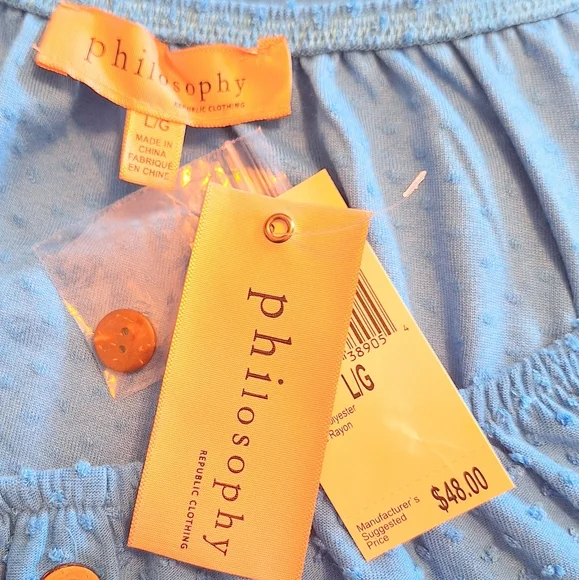 philosophy
REPUBLIC CLOTHING
L/G
MADE IN
CHINA
FABRIQUÉ
EN CHINE
philosophy
REPUBLIC CLOTHING
38905 4
L/G
Rayon
Manufacturer's
Suggested
Price
$48.00